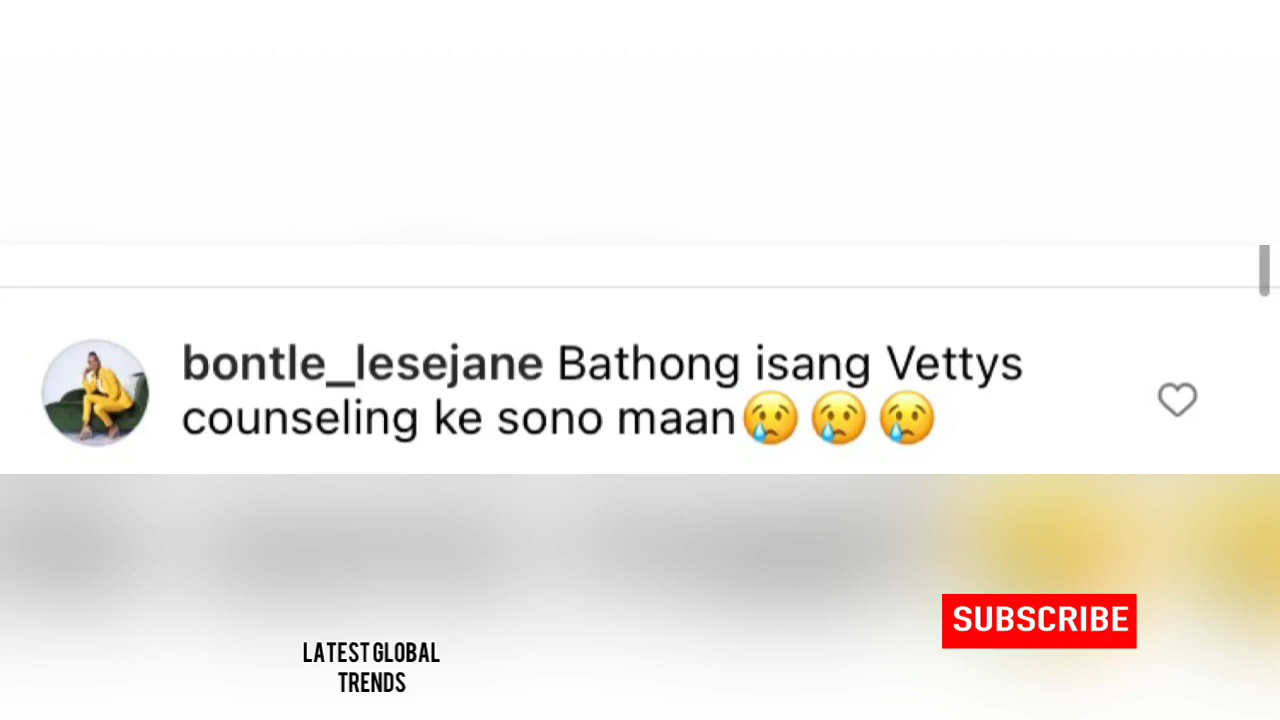 bontle_lesejane Bathong isang Vettys
counseling ke sono maan😢😢😢
SUBSCRIBE
LATEST GLOBAL
TRENDS